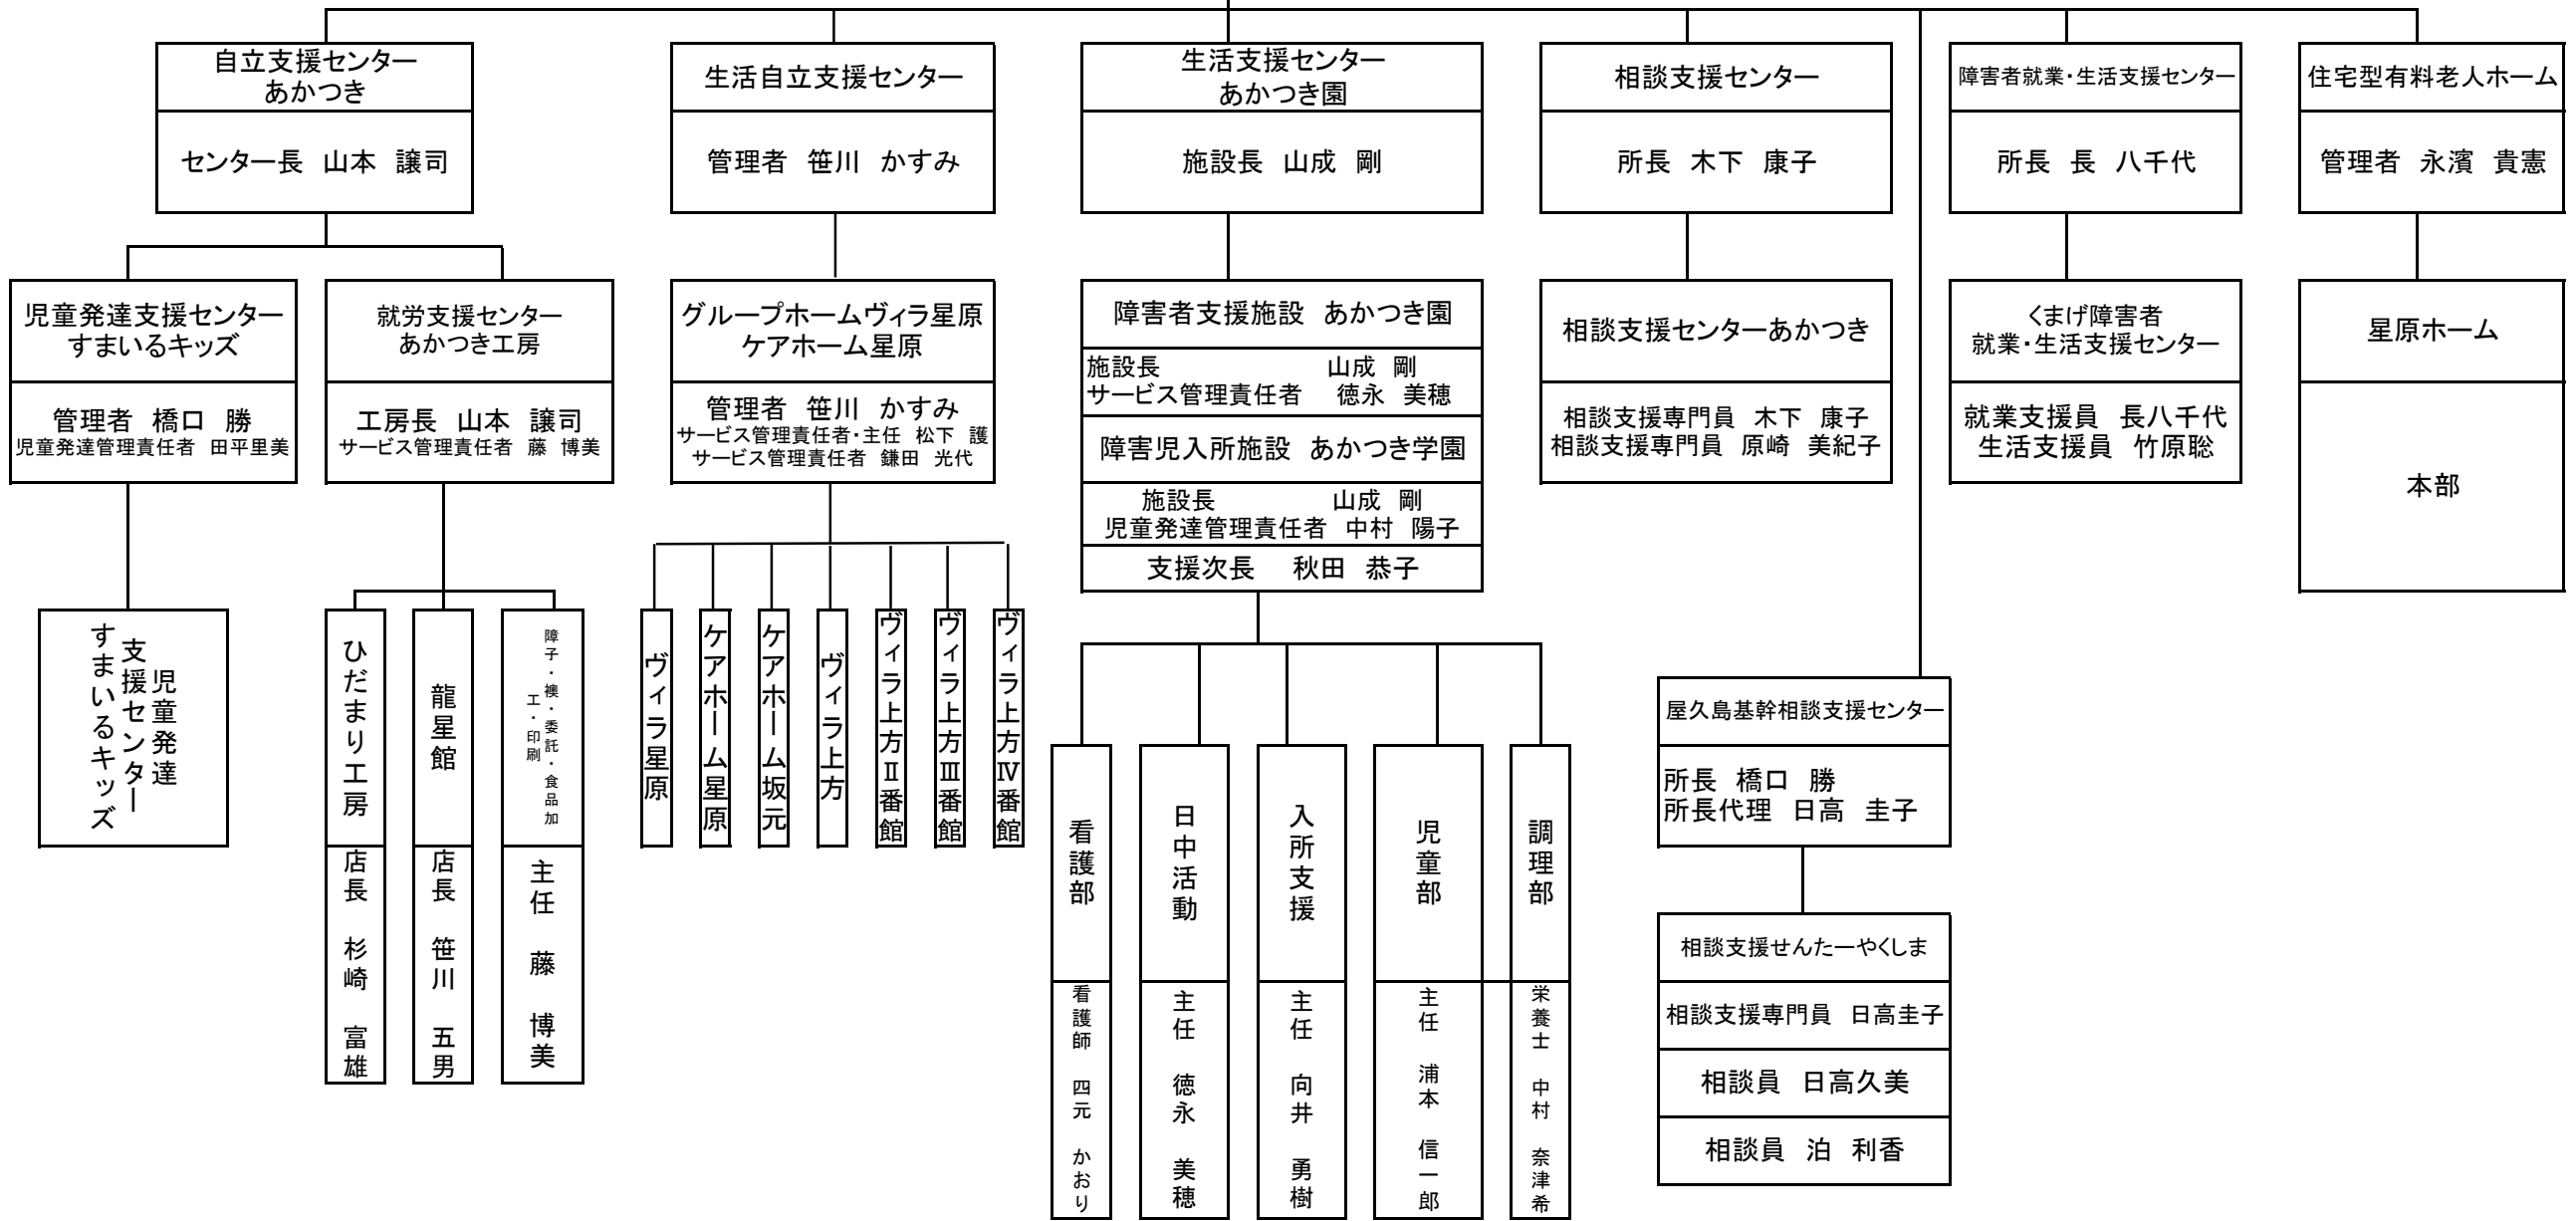 自立支援センター
あかつき
センター長 山本 譲司
生活自立支援センター
管理者 笹川 かすみ
生活支援センター
あかつき園
施設長 山成 剛
相談支援センター
所長 木下 康子
障害者就業・生活支援センター
所長 長 八千代
住宅型有料老人ホーム
管理者 永濱 貴憲
児童発達支援センター
すまいるキッズ
管理者 橋口 勝
児童発達管理責任者 田平里美
就労支援センター
あかつき工房
工房長 山本 譲司
サービス管理責任者 藤 博美
グループホームヴィラ星原
ケアホーム星原
管理者 笹川 かすみ
サービス管理責任者・主任 松下 護
サービス管理責任者 鎌田 光代
障害者支援施設 あかつき園
施設長 山成 剛
サービス管理責任者 徳永 美穂
障害児入所施設 あかつき学園
施設長 山成 剛
児童発達管理責任者 中村 陽子
支援次長 秋田 恭子
相談支援センターあかつき
相談支援専門員 木下 康子
相談支援専門員 原崎 美紀子
くまげ障害者
就業・生活支援センター
就業支援員 長八千代
生活支援員 竹原聡
星原ホーム
本部
児童発達
支援センター
すまいるキッズ
ひだまり工房
店長 杉崎 富雄
龍星館
店長 笹川 五男
障子・襖・委託・食品加
工・印刷
主任 藤 博美
ヴィラ星原
ケアホーム星原
ケアホーム坂元
ヴィラ上方
ヴィラ上方Ⅱ番館
ヴィラ上方Ⅲ番館
ヴィラ上方Ⅳ番館
看護部
看護師 四元 かおり
日中活動
主任 徳永 美穂
入所支援
主任 向井 勇樹
児童部
主任 浦本 信一郎
調理部
栄養士 中村 奈津希
屋久島基幹相談支援センター
所長 橋口 勝
所長代理 日高 圭子
相談支援せんたーやくしま
相談支援専門員 日高圭子
相談員 日高久美
相談員 泊 利香